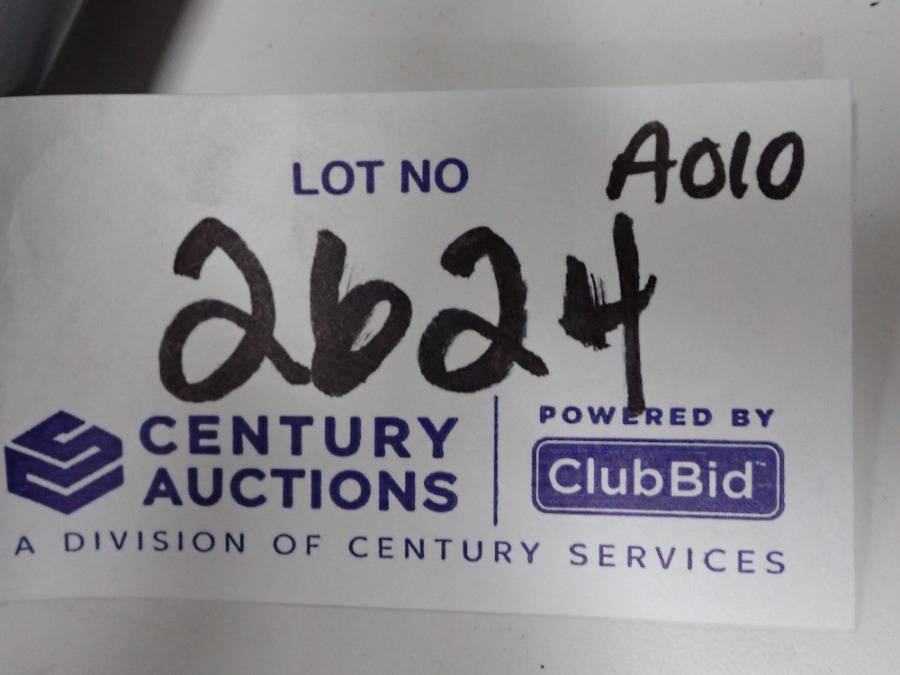 LOT NO
A010
2624
CENTURY
AUCTIONS
POWERED BY
ClubBid™
A DIVISION OF CENTURY SERVICES